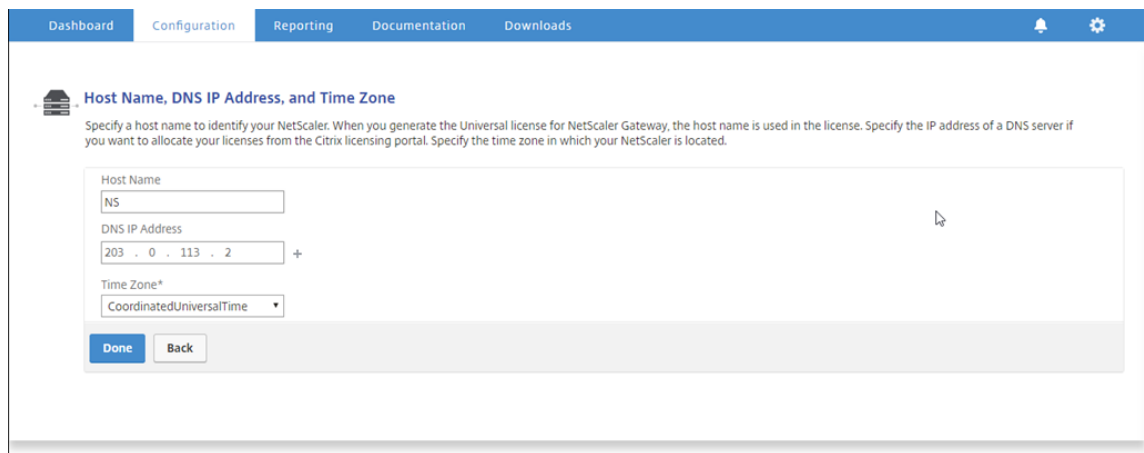 Dashboard Configuration Reporting Documentation Downloads
Host Name, DNS IP Address, and Time Zone
Specify a host name to identify your NetScaler. When you generate the Universal license for NetScaler Gateway, the host name is used in the license. Specify the IP address of a DNS server if
you want to allocate your licenses from the Citrix licensing portal. Specify the time zone in which your NetScaler is located.
Host Name
NS
DNS IP Address
203 . 0 . 113 . 2 +
Time Zone*
CoordinatedUniversalTime
Done Back